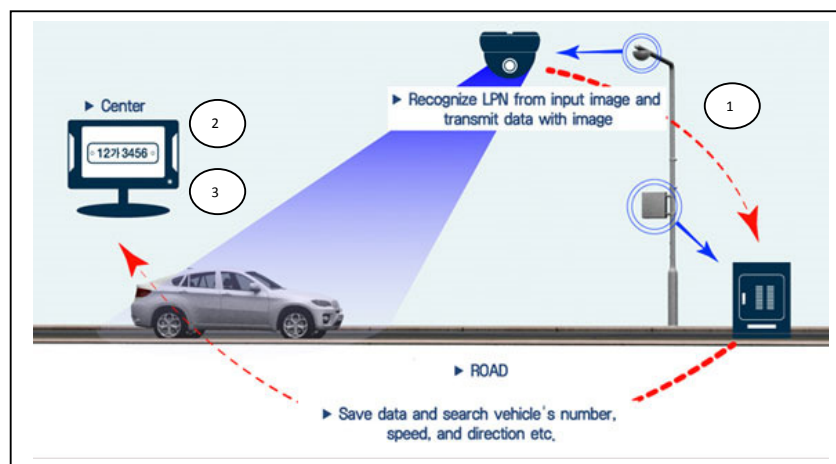 ▶ Center
12가 3456
2
3
▶ Recognize LPN from input image and
transmit data with image
1
▶ ROAD
▶ Save data and search vehicle's number,
speed, and direction etc.